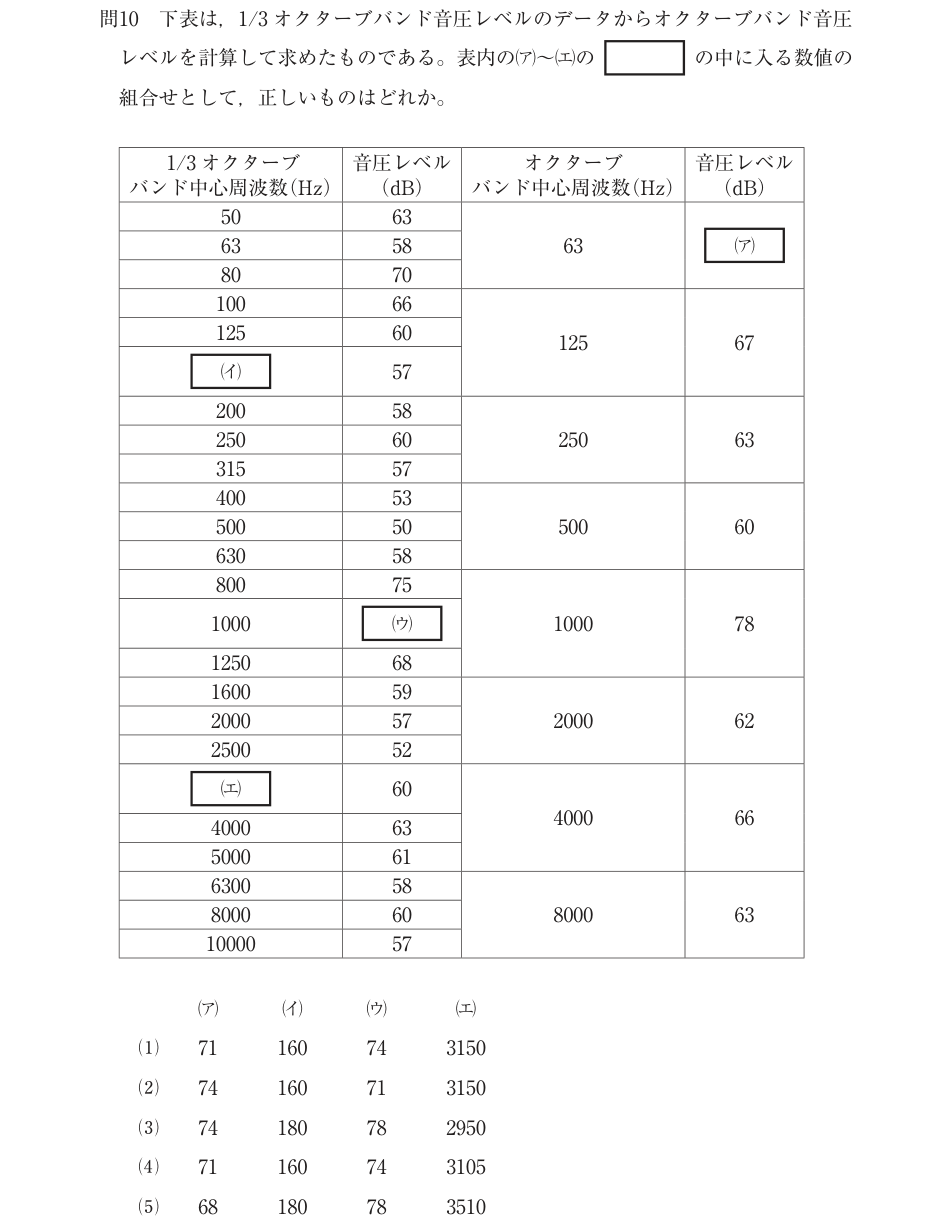 問10　下表は，1/3 オクターブバンド音圧レベルのデータからオクターブバンド音圧
レベルを計算して求めたものである。表内の㈎～㈓の　　　の中に入る数値の
組合せとして，正しいものはどれか。
1/3 オクターブ
バンド中心周波数(Hz)
音圧レベル
(dB)
オクターブ
バンド中心周波数(Hz)
音圧レベル
(dB)
50 63
63 58 63 (ア)
80 70
100 66
125 60 125 67
(イ) 57
200 58
250 60 250 63
315 57
400 53
500 50 500 60
630 58
800 75
1000 (ウ) 1000 78
1250 68
1600 59
2000 57 2000 62
2500 52
(エ) 60
4000 63 4000 66
5000 61
6300 58
8000 60 8000 63
10000 57
(ア) (イ) (ウ) (エ)
(1) 71 160 74 3150
(2) 74 160 71 3150
(3) 74 180 78 2950
(4) 71 160 74 3105
(5) 68 180 78 3510